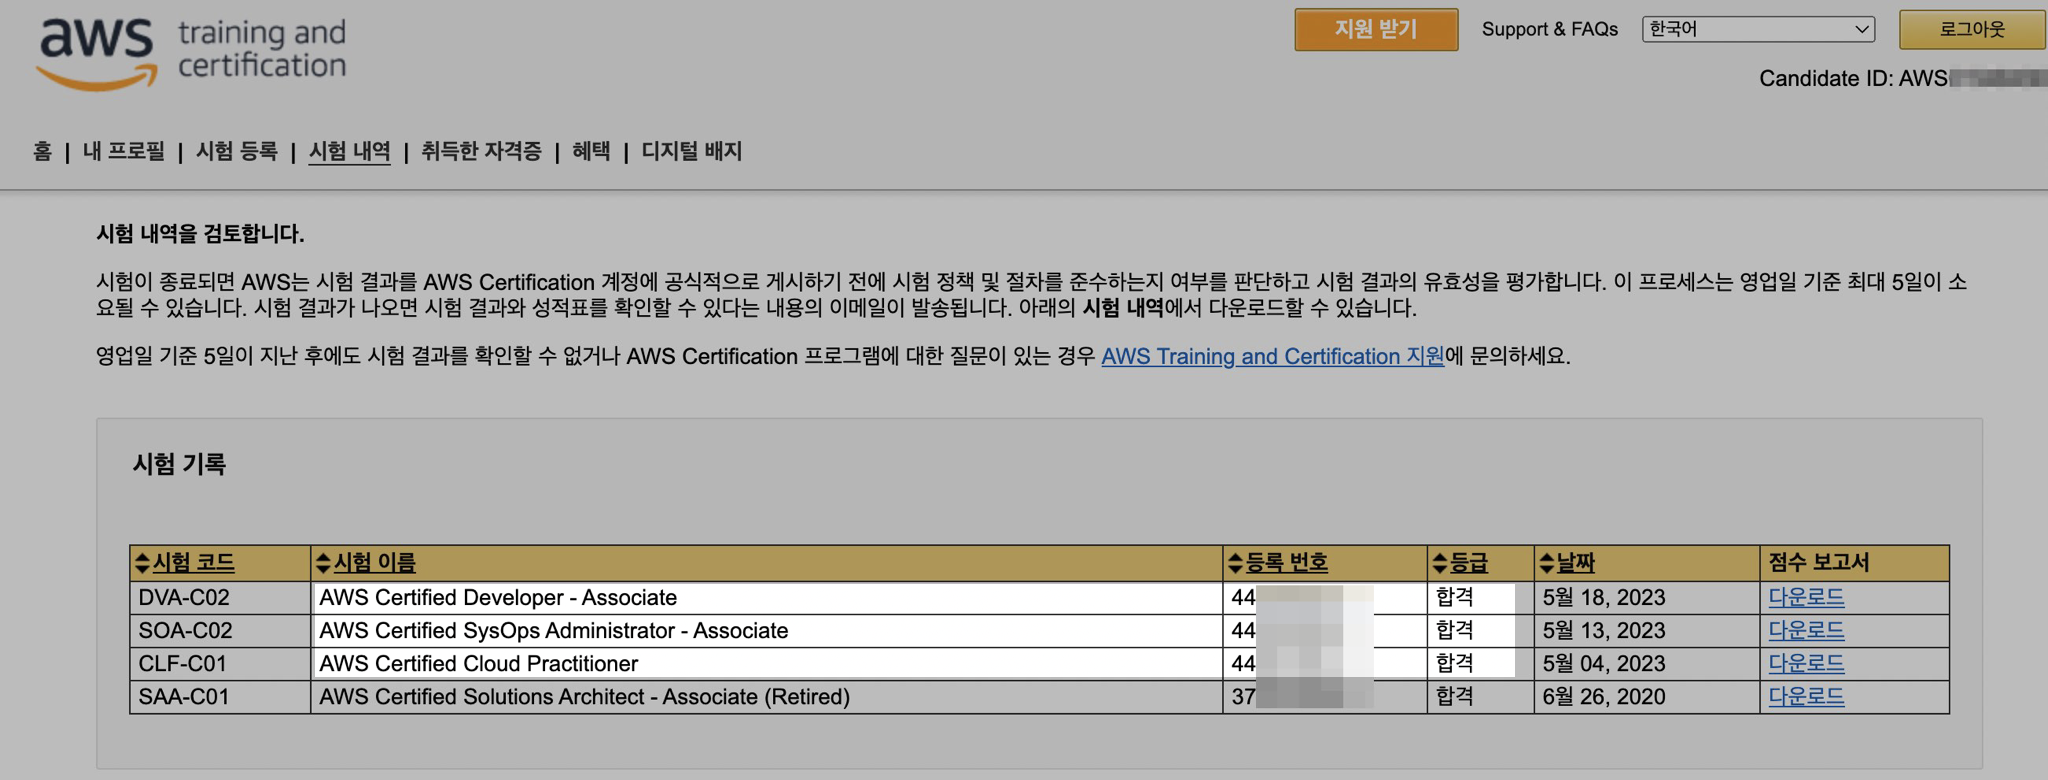 aws training and certification
지원 받기 Support & FAQs 한국어 로그아웃
Candidate ID: AWS
홈 | 내 프로필 | 시험 등록 | 시험 내역 | 취득한 자격증 | 혜택 | 디지털 배지
시험 내역을 검토합니다.
시험이 종료되면 AWS는 시험 결과를 AWS Certification 계정에 공식적으로 게시하기 전에 시험 정책 및 절차를 준수하는지 여부를 판단하고 시험 결과의 유효성을 평가합니다. 이 프로세스는 영업일 기준 최대 5일이 소
요될 수 있습니다. 시험 결과가 나오면 시험 결과와 성적표를 확인할 수 있다는 내용의 이메일이 발송됩니다. 아래의 시험 내역에서 다운로드할 수 있습니다.
영업일 기준 5일이 지난 후에도 시험 결과를 확인할 수 없거나 AWS Certification 프로그램에 대한 질문이 있는 경우 AWS Training and Certification 지원에 문의하세요.
시험 기록
시험 코드 시험 이름 등록 번호 등급 날짜 점수 보고서
DVA-C02 AWS Certified Developer - Associate 44 합격 5월 18, 2023 다운로드
SOA-C02 AWS Certified SysOps Administrator - Associate 44 합격 5월 13, 2023 다운로드
CLF-C01 AWS Certified Cloud Practitioner 44 합격 5월 04, 2023 다운로드
SAA-C01 AWS Certified Solutions Architect - Associate (Retired) 37 합격 6월 26, 2020 다운로드